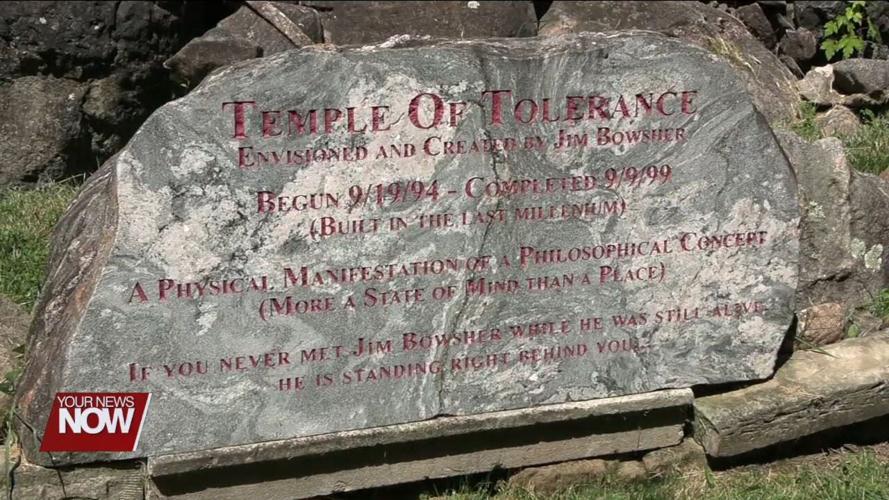 TEMPLE OF TOLERANCE
ENVISIONED AND CREATED BY JIM BOWSHER
BEGUN 9/19/94 - COMPLETED 9/9/99
(BUILT IN THE LAST MILLENIUM)
A PHYSICAL MANIFESTATION OF A PHILOSOPHICAL CONCEPT
(MORE A STATE OF MIND THAN A PLACE)
IF YOU NEVER MET JIM BOWSHER WHILE HE WAS STILL ALIVE,
HE IS STANDING RIGHT BEHIND YOU...
YOUR NEWS
NOW